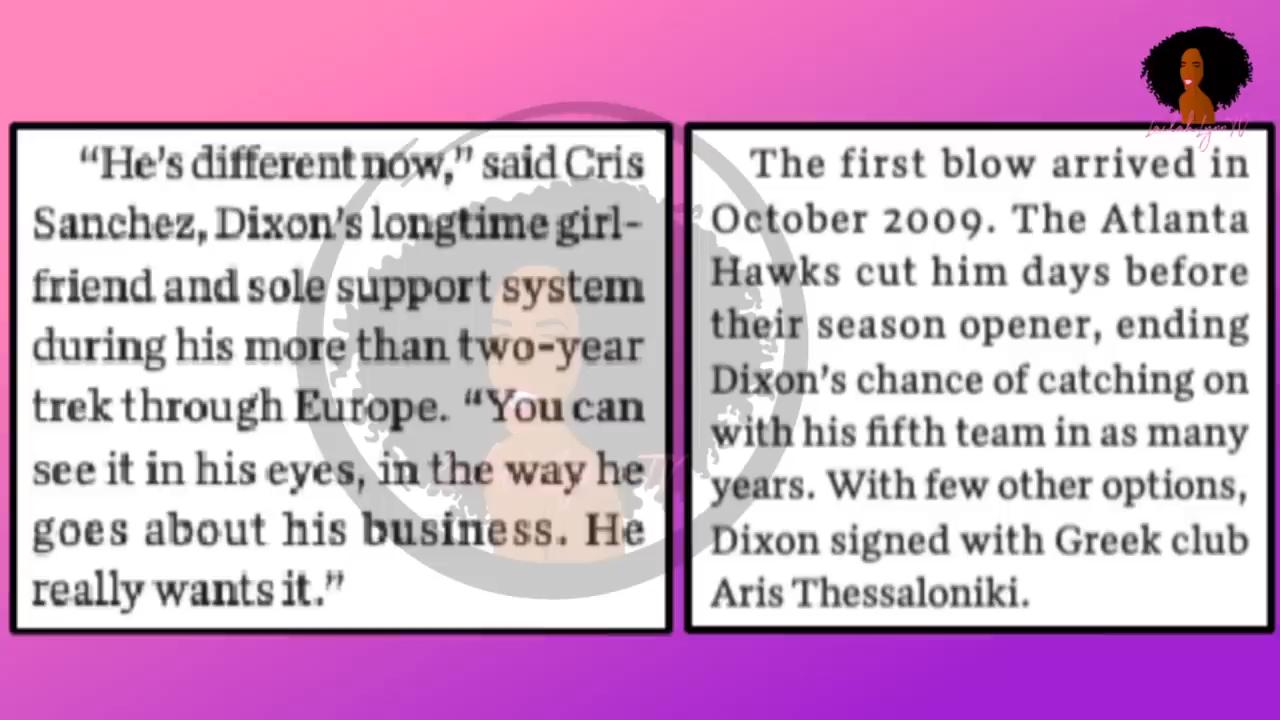 “He’s different now,” said Cris
Sanchez, Dixon’s longtime girl-
friend and sole support system
during his more than two-year
trek through Europe. “You can
see it in his eyes, in the way he
goes about his business. He
really wants it.”
The first blow arrived in
October 2009. The Atlanta
Hawks cut him days before
their season opener, ending
Dixon’s chance of catching on
with his fifth team in as many
years. With few other options,
Dixon signed with Greek club
Aris Thessaloniki.
TV